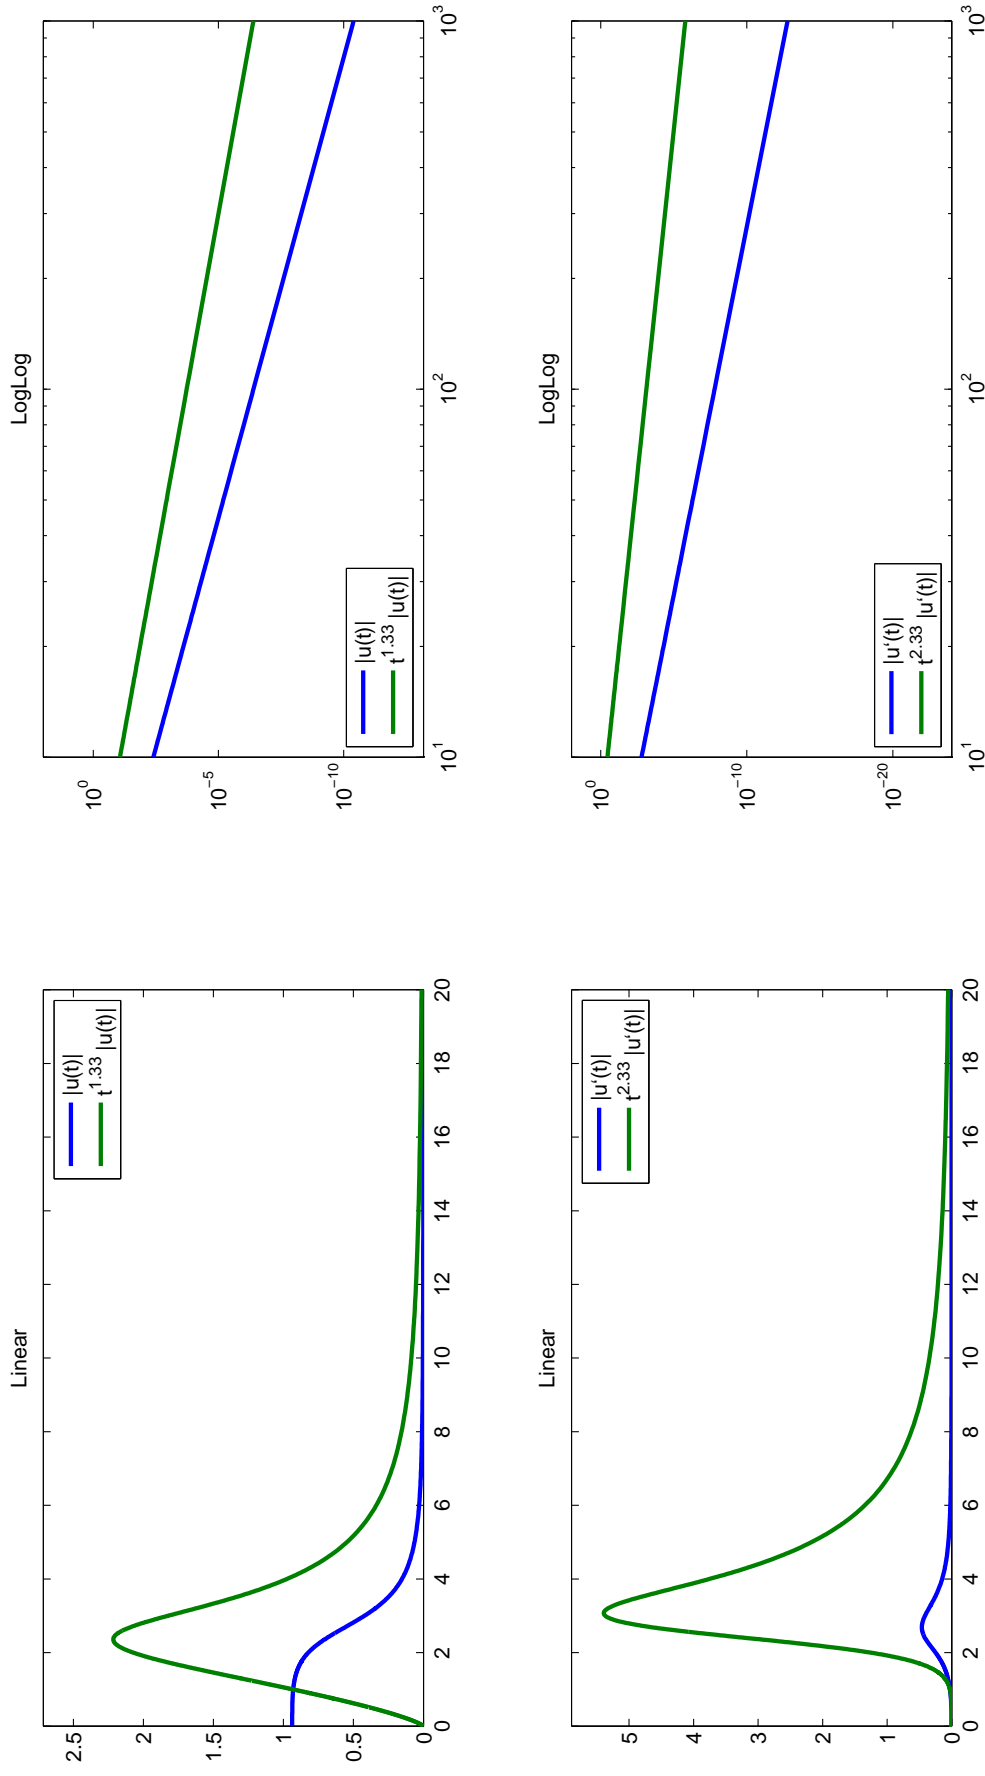 Linear
2.5
2
1.5
1
0.5
0
0 2 4 6 8 10 12 14 16 18 20
|u(t)|
t^1.33 |u(t)|
LogLog
10^0
10^−5
10^−10
10^1 10^2 10^3
|u(t)|
t^1.33 |u(t)|
Linear
5
4
3
2
1
0
0 2 4 6 8 10 12 14 16 18 20
|u‘(t)|
t^2.33 |u‘(t)|
LogLog
10^0
10^−10
10^−20
10^1 10^2 10^3
|u‘(t)|
t^2.33 |u‘(t)|